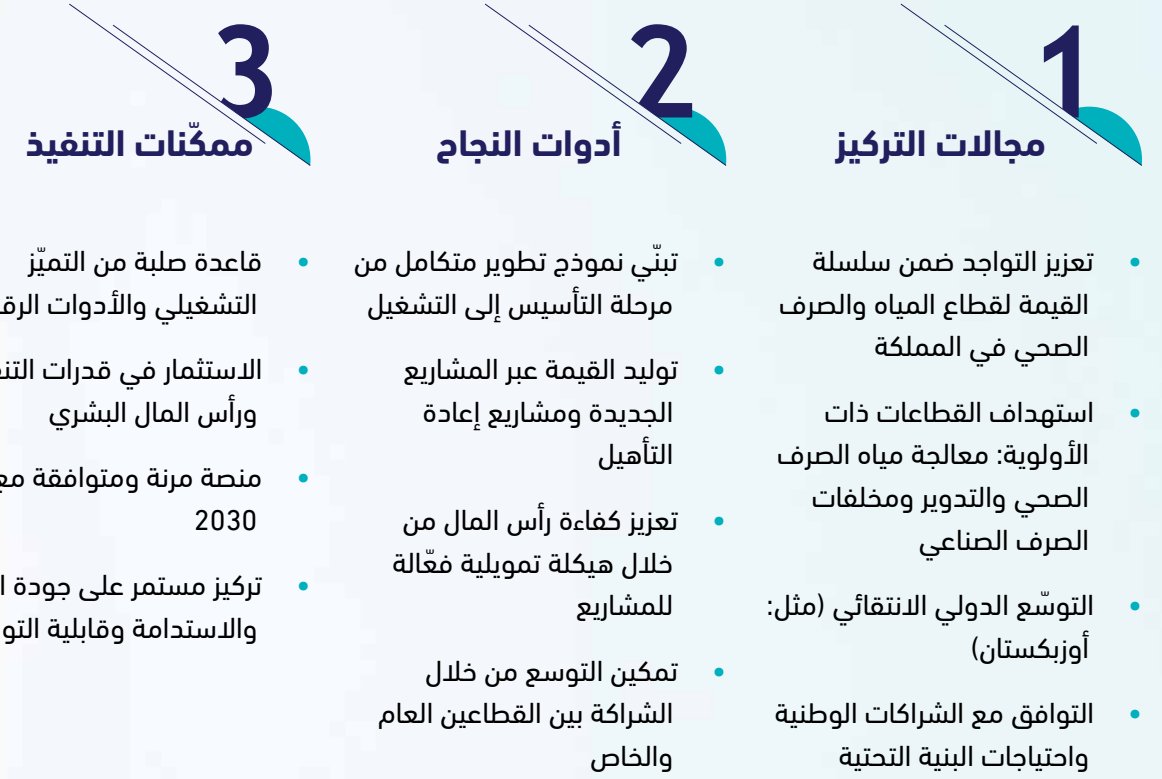 1
مجالات التركيز
• تعزيز التواجد ضمن سلسلة
القيمة لقطاع المياه والصرف
الصحي في المملكة
• استهداف القطاعات ذات
الأولوية: معالجة مياه الصرف
الصحي والتدوير ومخلفات
الصرف الصناعي
• التوسّع الدولي الانتقائي (مثل:
أوزبكستان)
• التوافق مع الشراكات الوطنية
واحتياجات البنية التحتية
2
أدوات النجاح
• تبنّي نموذج تطوير متكامل من
مرحلة التأسيس إلى التشغيل
• توليد القيمة عبر المشاريع
الجديدة ومشاريع إعادة
التأهيل
• تعزيز كفاءة رأس المال من
خلال هيكلة تمويلية فعّالة
للمشاريع
• تمكين التوسع من خلال
الشراكة بين القطاعين العام
والخاص
3
ممكّنات التنفيذ
• قاعدة صلبة من التميّز
التشغيلي والأدوات
• الاستثمار في قدرات
ورأس المال البشري
• منصة مرنة ومتوافقة مع
2030
• تركيز مستمر على جودة
والاستدامة وقابلية